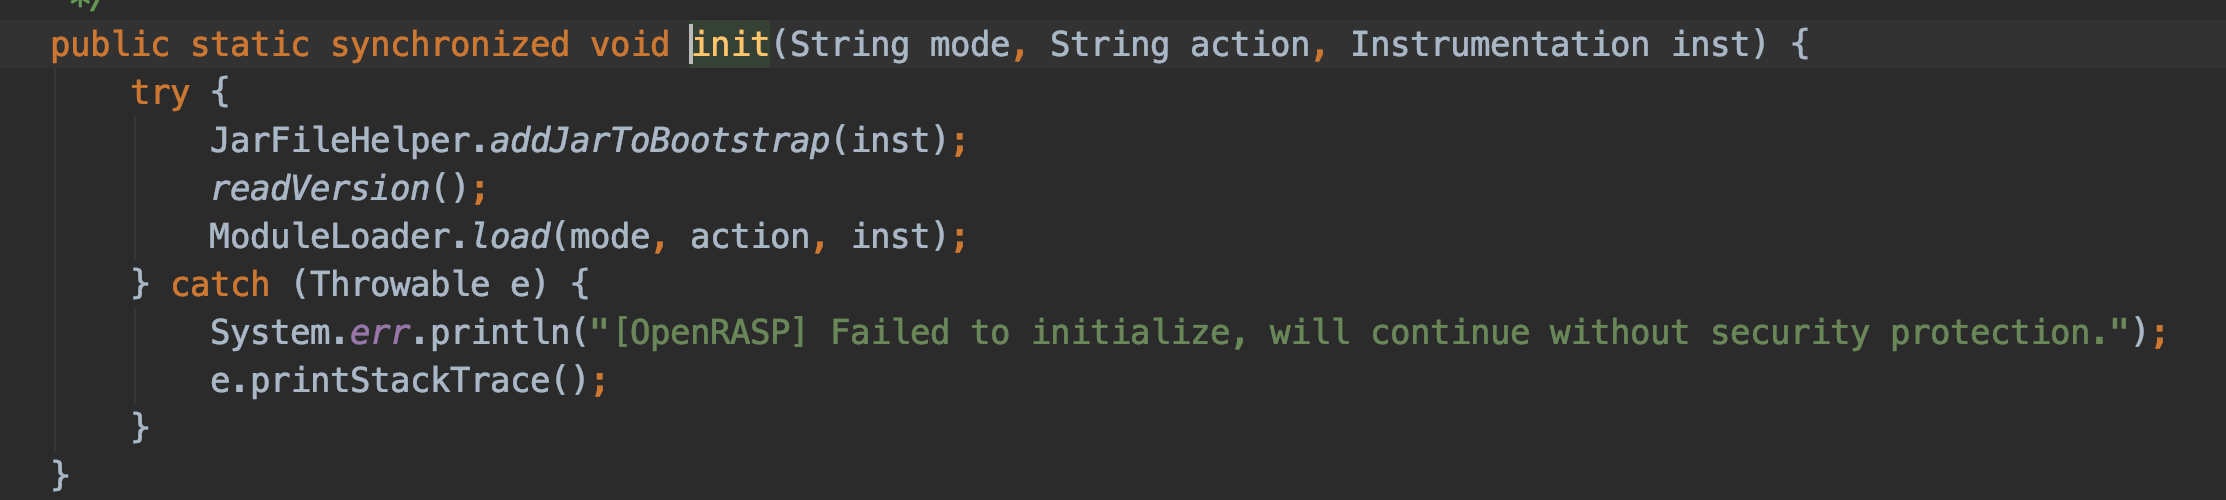 */
public static synchronized void init(String mode, String action, Instrumentation inst) {
    try {
        JarFileHelper.addJarToBootstrap(inst);
        readVersion();
        ModuleLoader.load(mode, action, inst);
    } catch (Throwable e) {
        System.err.println("[OpenRASP] Failed to initialize, will continue without security protection.");
        e.printStackTrace();
    }
}